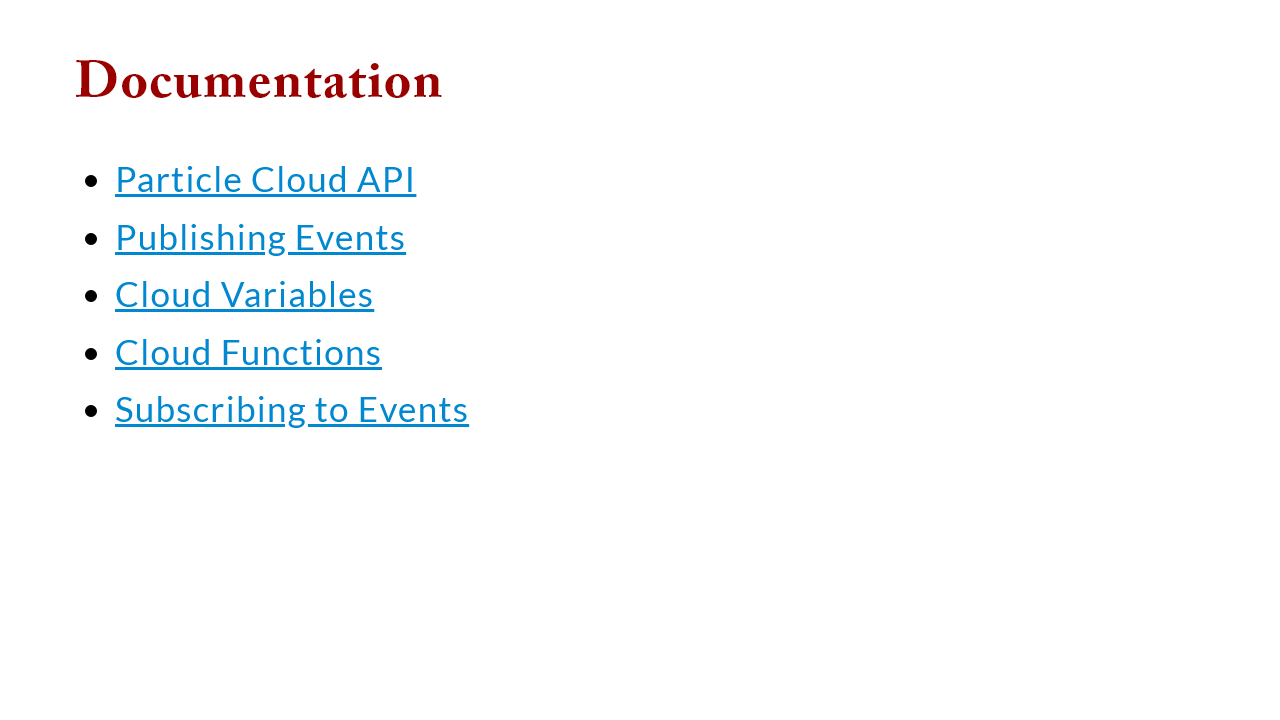 Documentation
Particle Cloud API
Publishing Events
Cloud Variables
Cloud Functions
Subscribing to Events